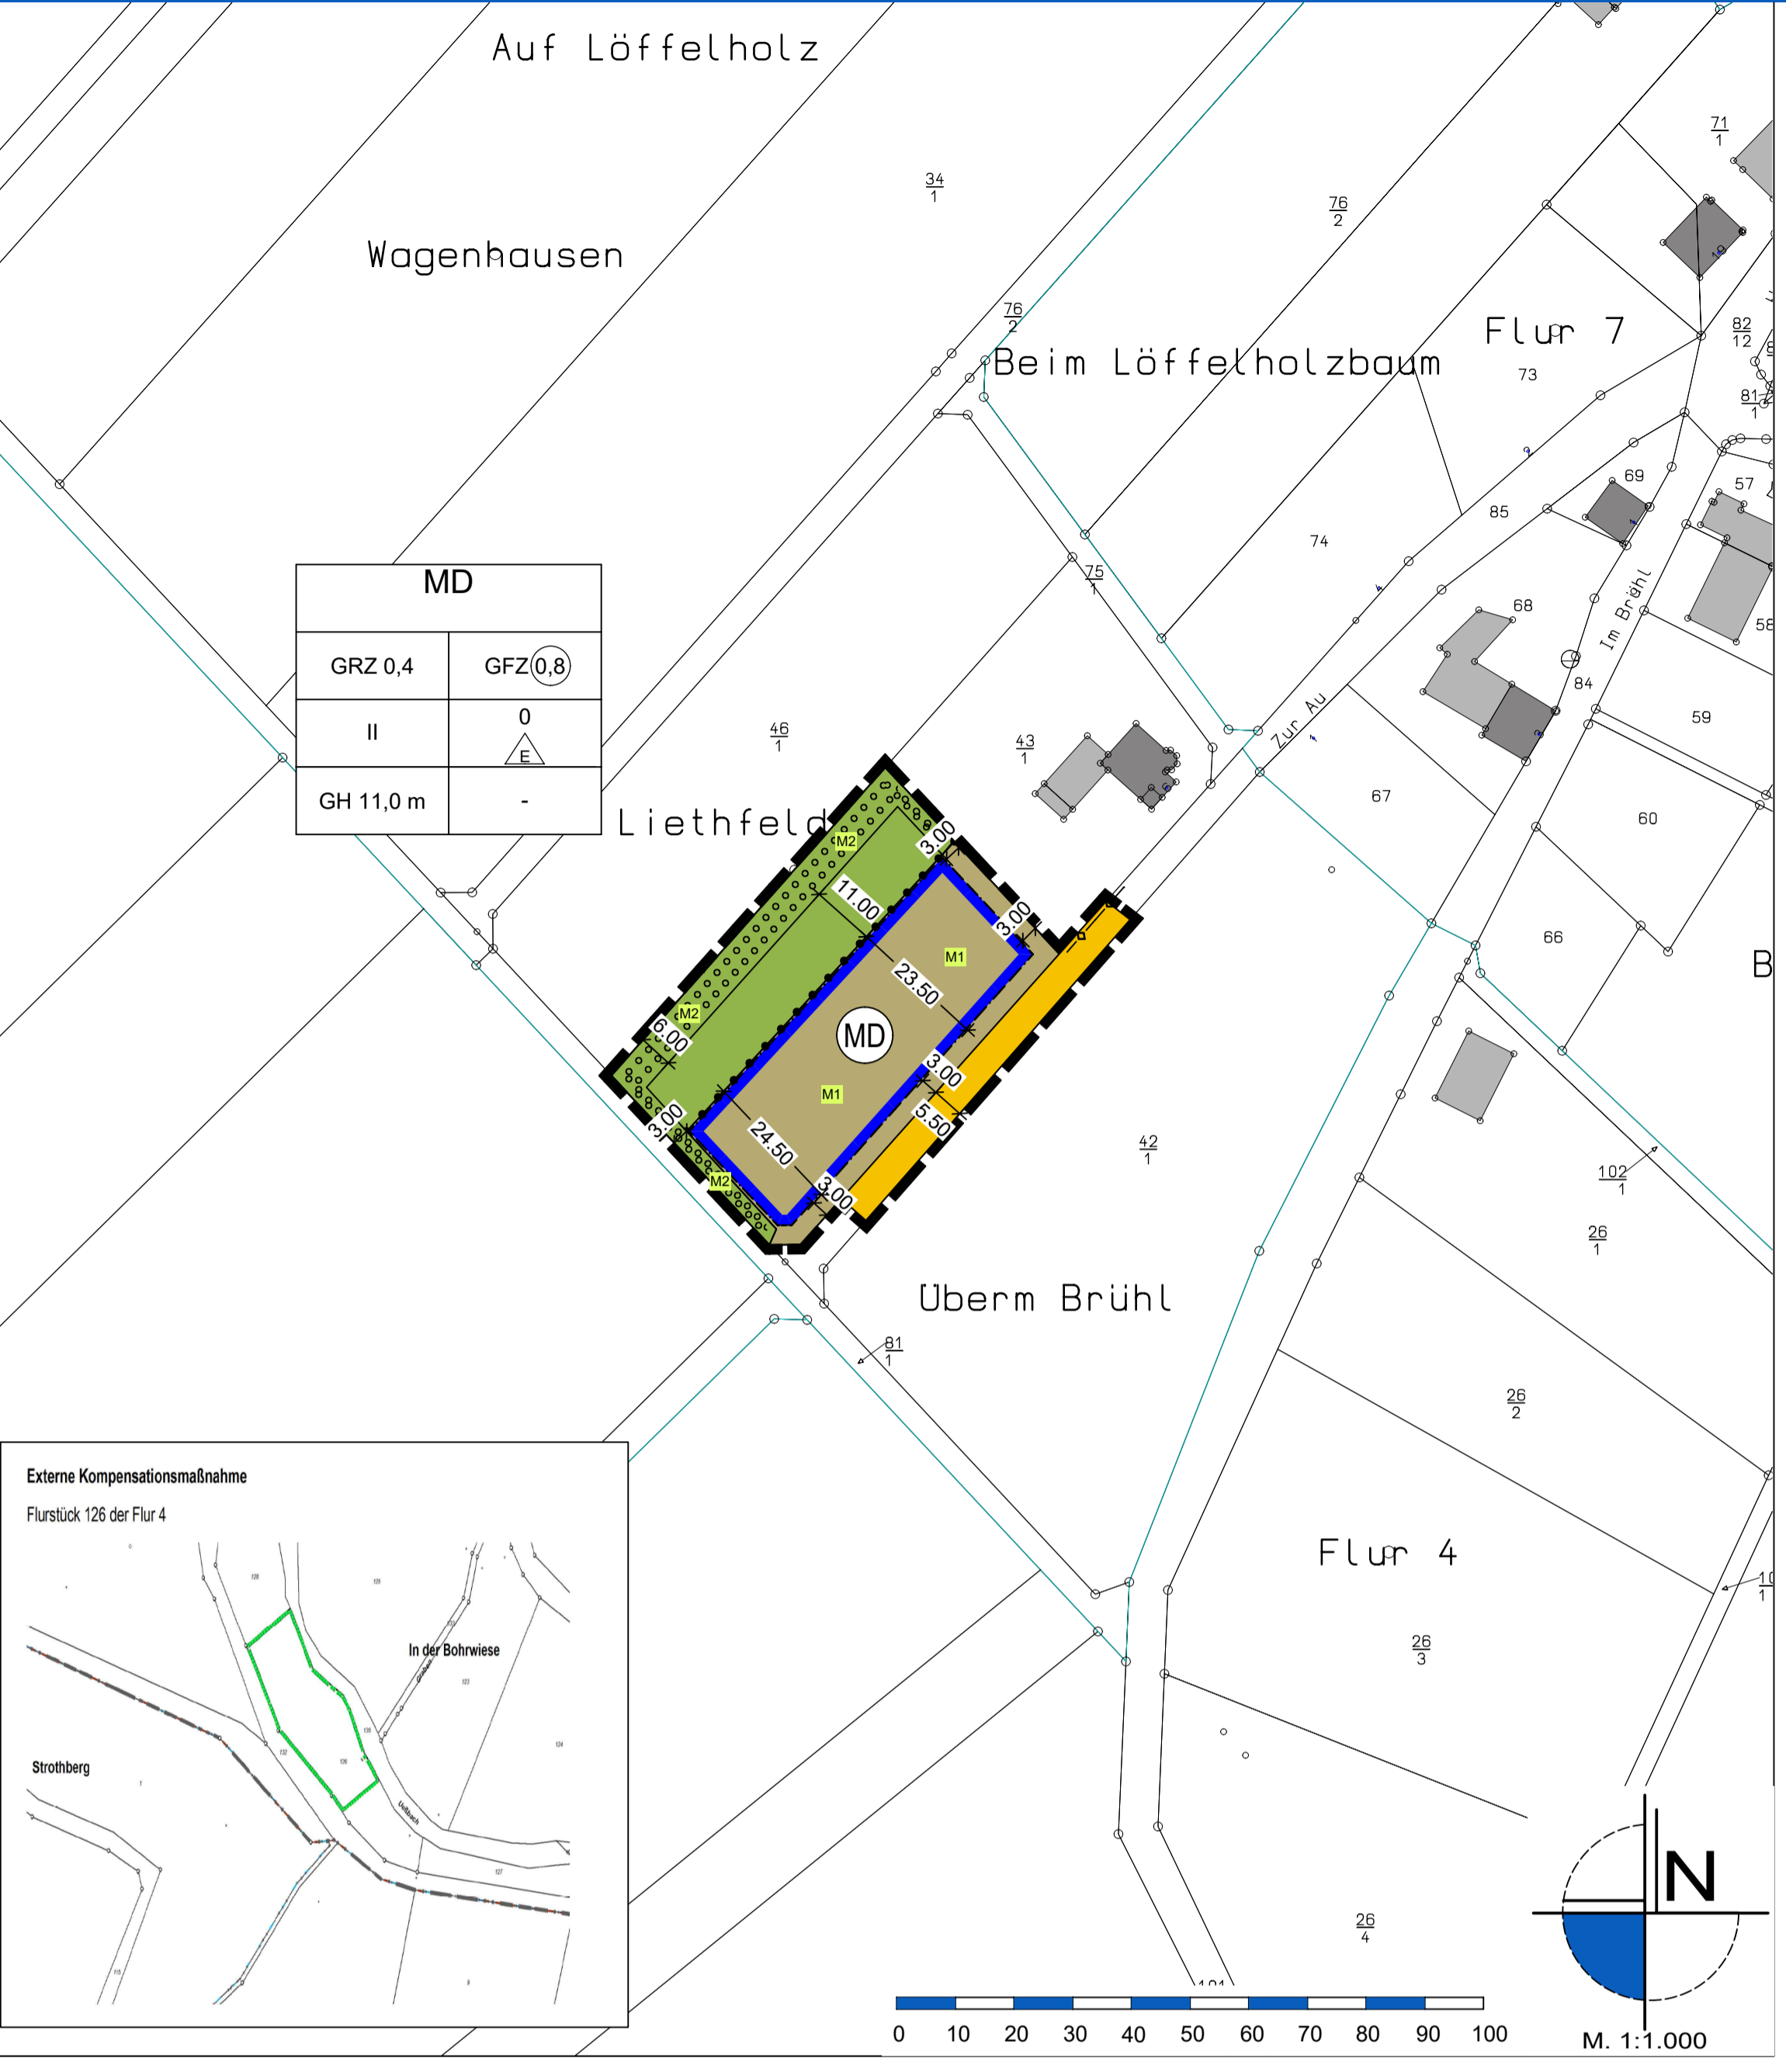 Auf Löffelholz
71
1
34
1
76
2
Wagenhausen
76
2
Flur 7
82
12
Beim Löffelholzbaum
73
81
1
69
57
85
74
75
1
MD
68
58
Im Brühl
GRZ 0,4
GFZ 0,8
84
II
0
E
59
46
1
43
1
Zur Au
GH 11,0 m
-
67
60
Liethfeld
M2
3.00
11.00
3.00
66
M1
B
23.50
M2
6.00
MD
3.00
M1
5.50
3.00
24.50
42
1
102
1
M2
3.00
26
1
Überm Brühl
81
1
26
2
Externe Kompensationsmaßnahme
Flurstück 126 der Flur 4
Flur 4
In der Bohrwiese
26
3
Strothberg
Ueßbach
N
26
4
0 10 20 30 40 50 60 70 80 90 100
M. 1:1.000